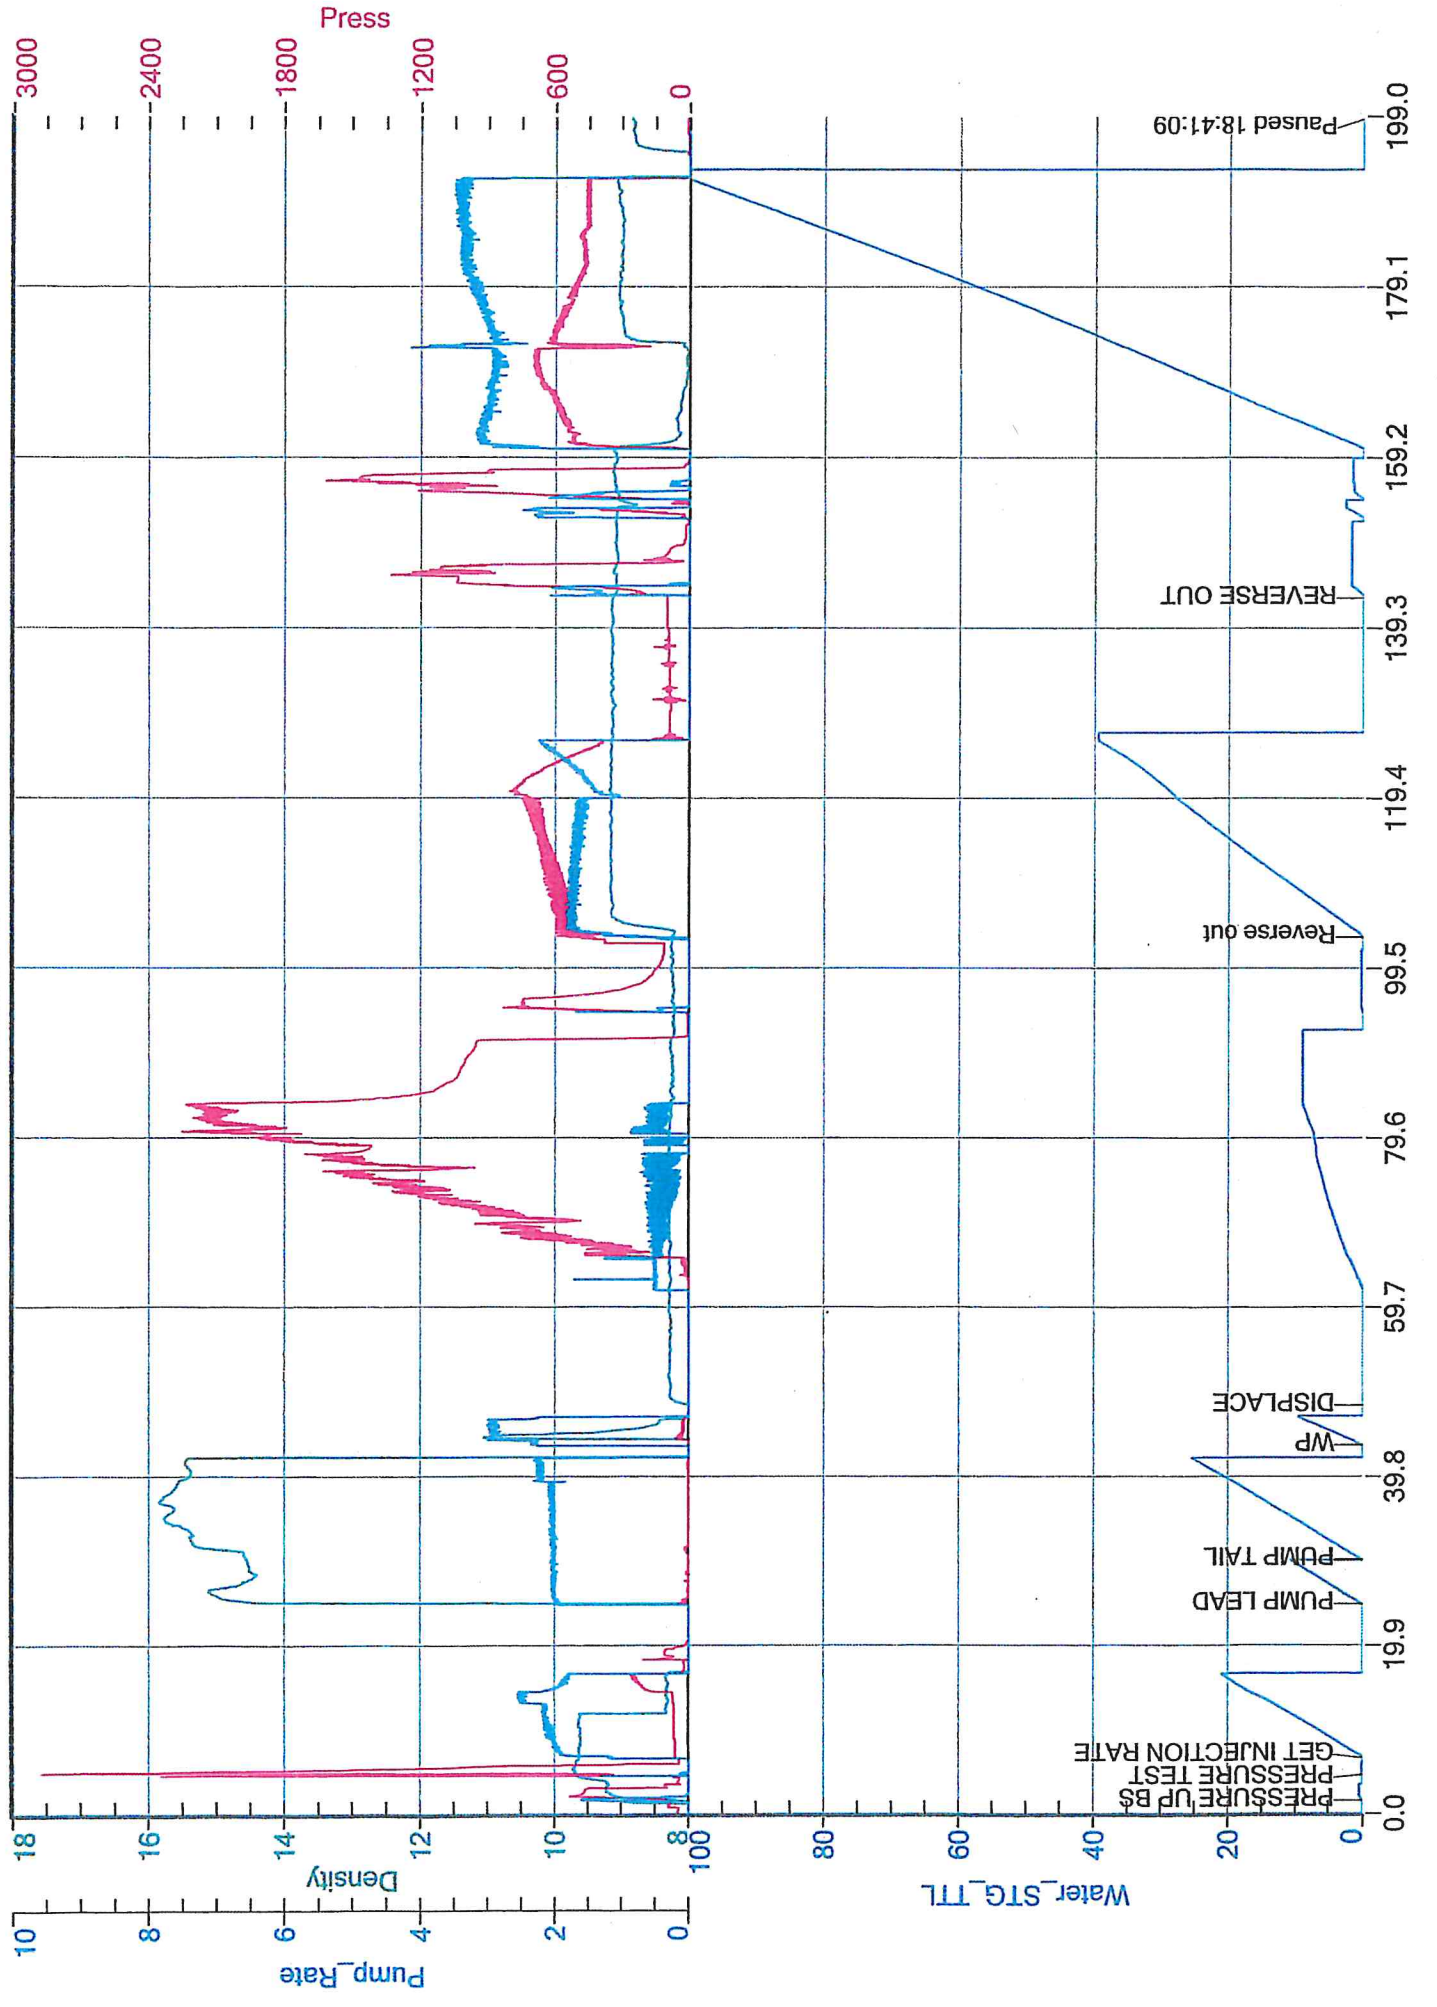 Press
3000
2400
1800
1200
600
0
18
16
14
12
10
8
Density
10
8
6
4
2
0
Pump_Rate
100
80
60
40
20
0
Water_STG_TTL
0.0
19.9
39.8
59.7
79.6
99.5
119.4
139.3
159.2
179.1
199.0
PRESSURE UP BS
PRESSURE TEST
GET INJECTION RATE
PUMP LEAD
PUMP TAIL
WP
DISPLACE
Reverse out
REVERSE OUT
Paused 18:41:09